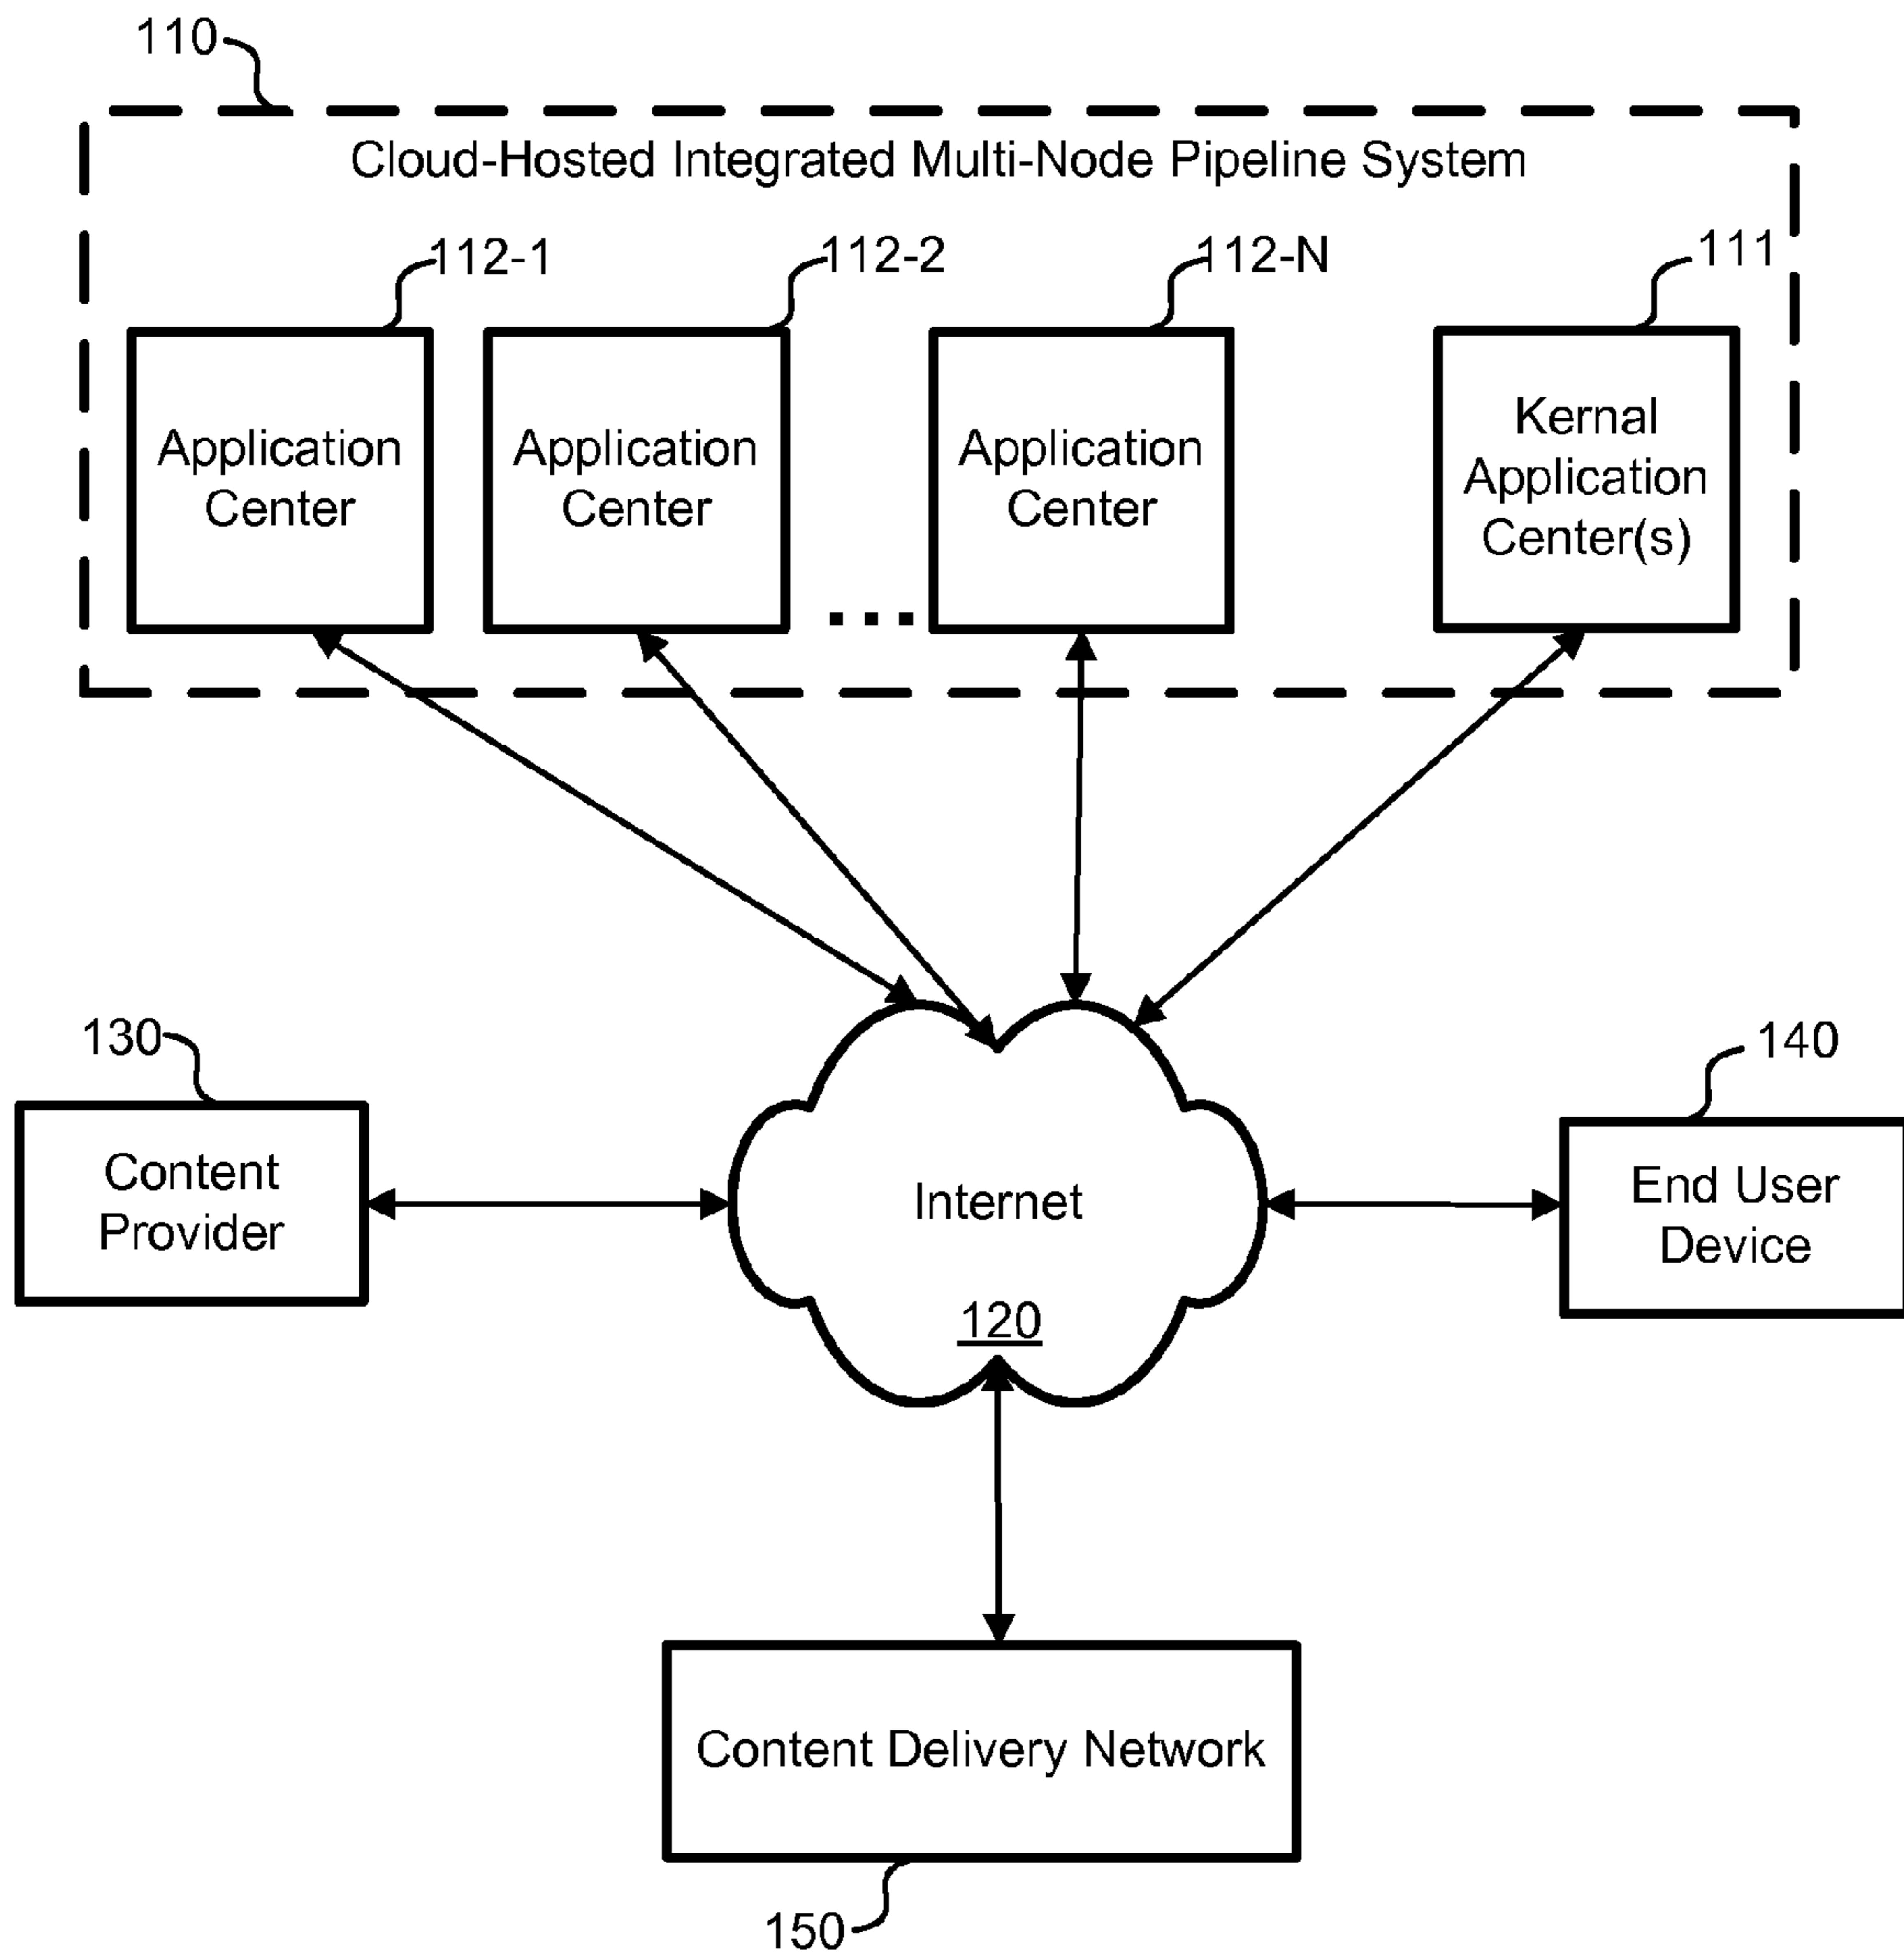 110
Cloud-Hosted Integrated Multi-Node Pipeline System
112-1
112-2
112-N
111
Application
Center
Application
Center
...
Application
Center
Kernal
Application
Center(s)
130
Content
Provider
Internet
120
140
End User
Device
Content Delivery Network
150